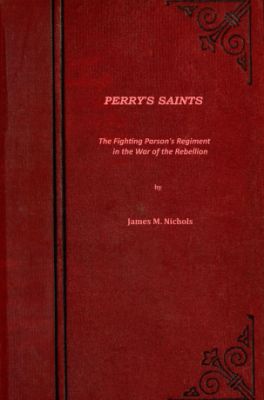 PERRY'S SAINTS
The Fighting Parson's Regiment
in the War of the Rebellion
by
James M. Nichols